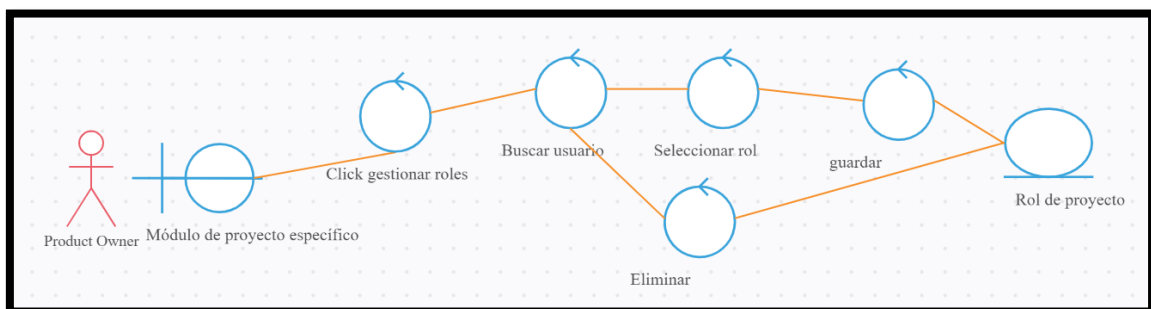 Product Owner
Módulo de proyecto específico
Click gestionar roles
Buscar usuario
Seleccionar rol
guardar
Eliminar
Rol de proyecto